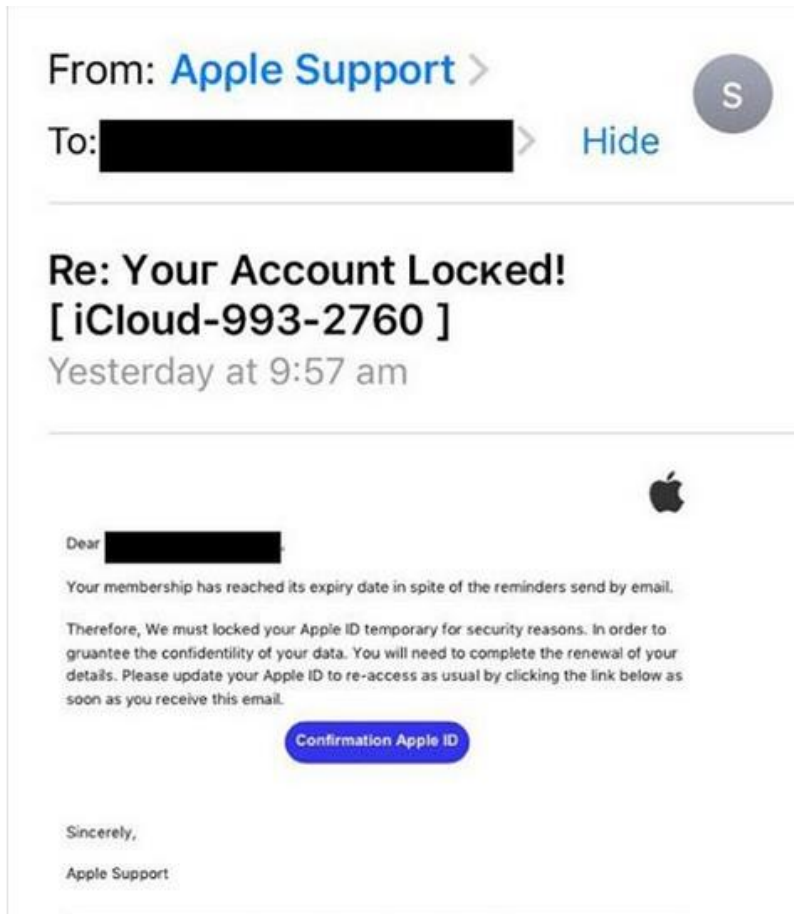 From: Apple Support >
To: > Hide
S
Re: Youг Account Locкed!
[ iCloud-993-2760 ]
Yesterday at 9:57 am
Dear ,
Your membership has reached its expiry date in spite of the reminders send by email.
Therefore, We must locked your Apple ID temporary for security reasons. In order to
gruantee the confidentility of your data. You will need to complete the renewal of your
details. Please update your Apple ID to re-access as usual by clicking the link below as
soon as you receive this email.
Confirmation Apple ID
Sincerely,
Apple Support